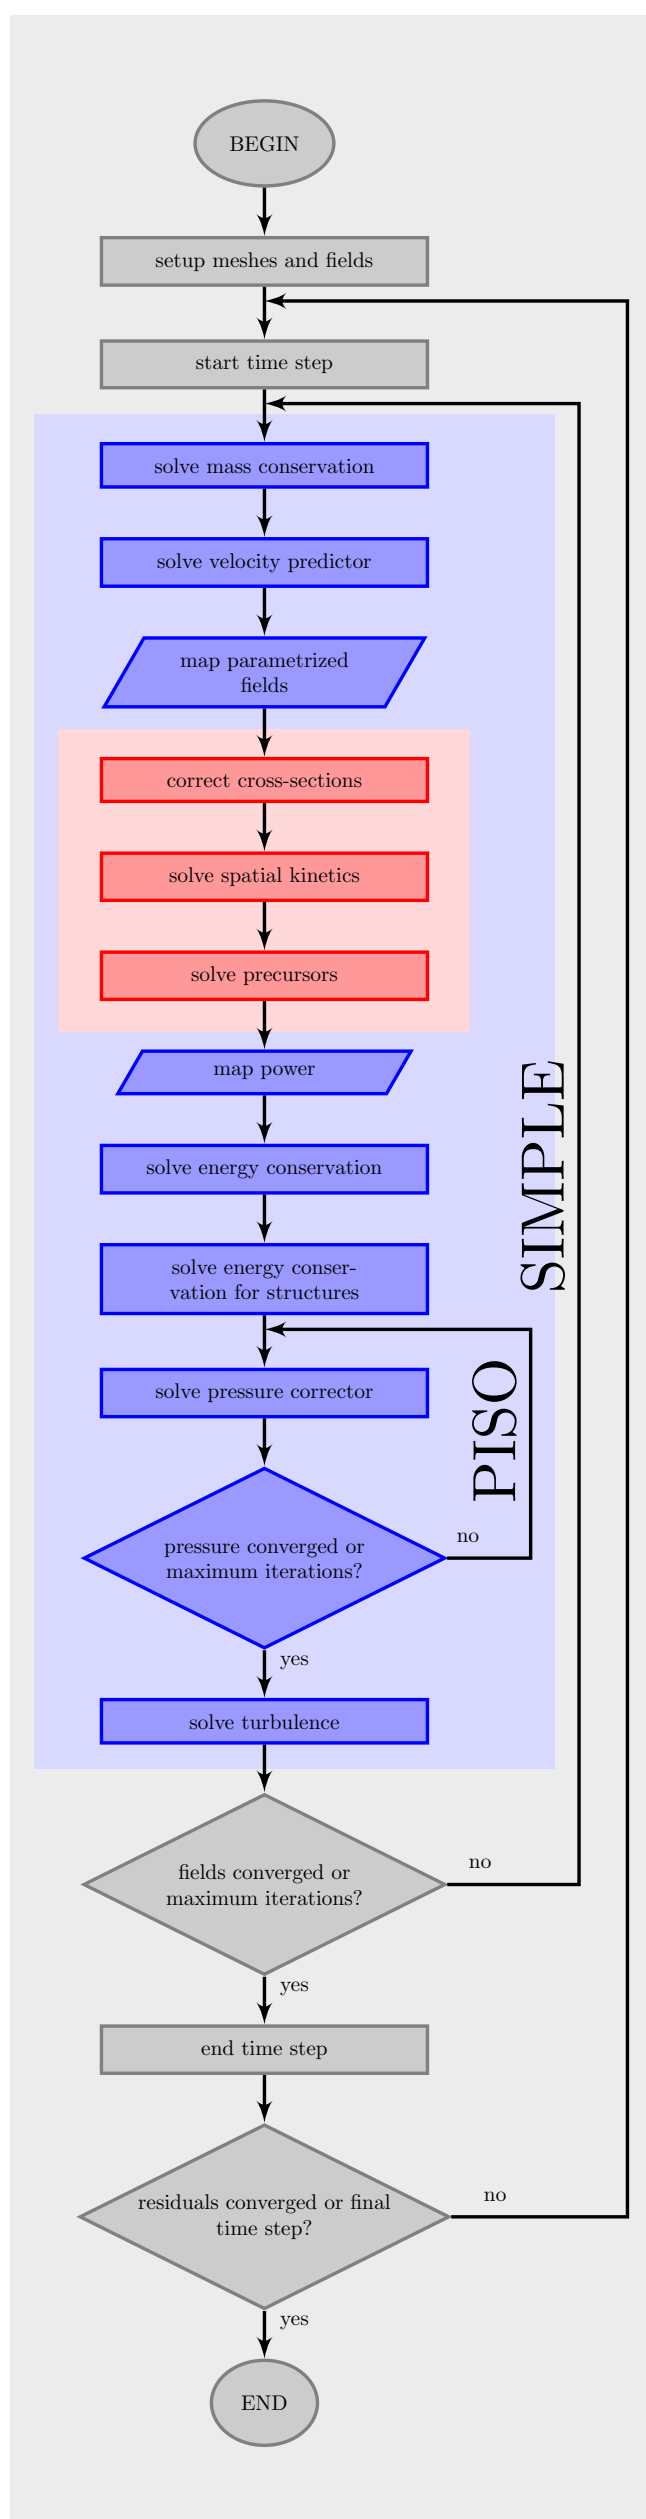 BEGIN
setup meshes and fields
start time step
solve mass conservation
solve velocity predictor
map parametrized
fields
correct cross-sections
solve spatial kinetics
solve precursors
map power
solve energy conservation
SIMPLE
solve energy conser-
vation for structures
solve pressure corrector
PISO
pressure converged or
maximum iterations?
no
yes
solve turbulence
fields converged or
maximum iterations?
no
yes
end time step
residuals converged or final
time step?
no
yes
END